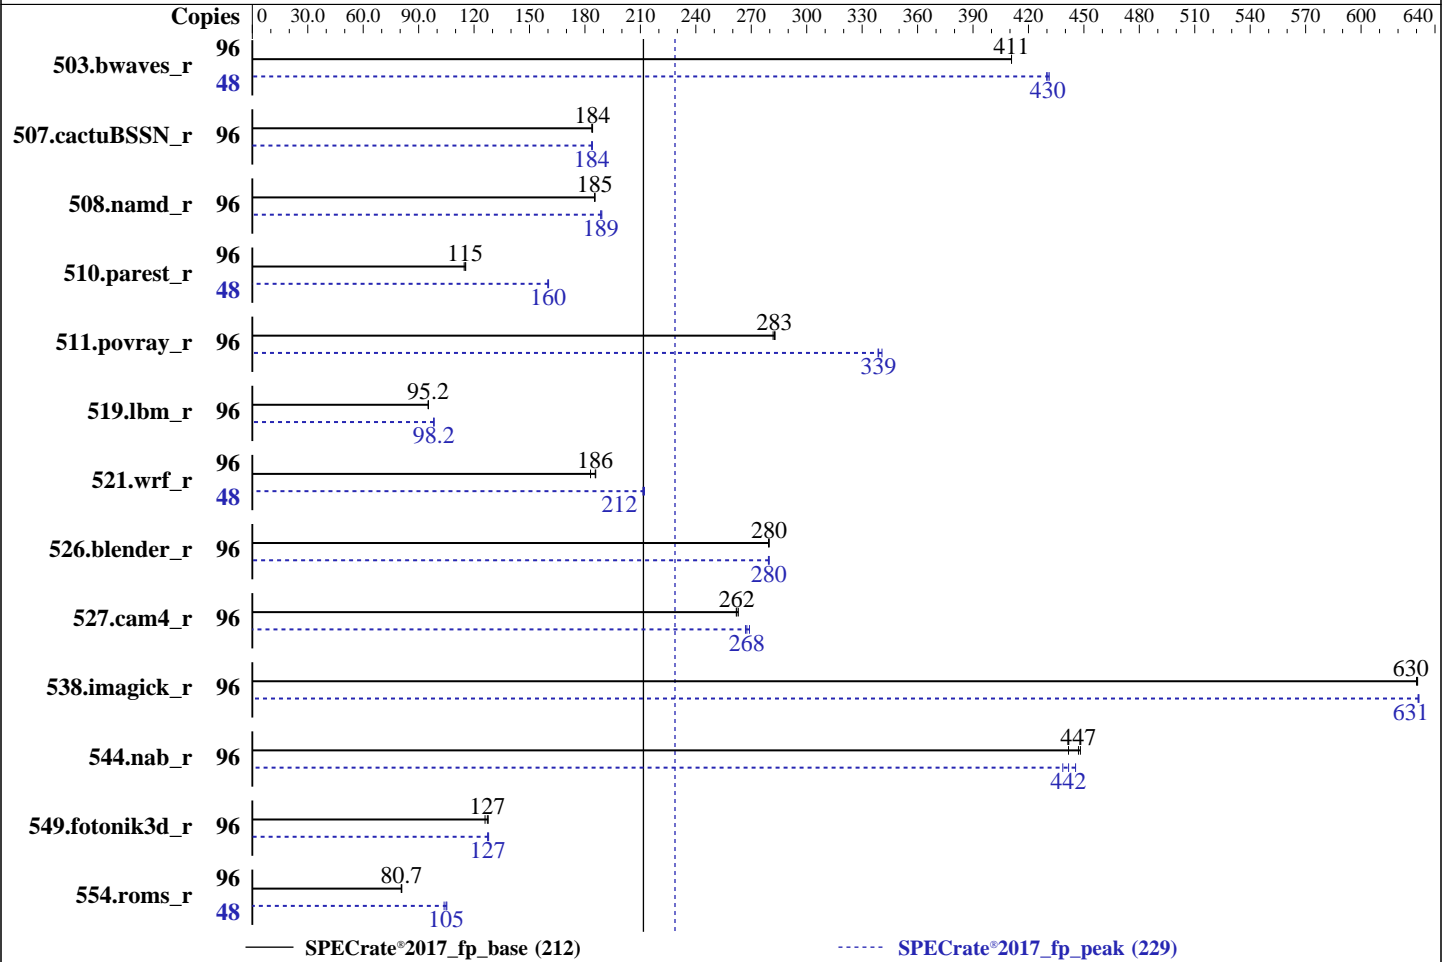 Copies 0 30.0 60.0 90.0 120 150 180 210 240 270 300 330 360 390 420 450 480 510 540 570 600 640
503.bwaves_r 96 411
48 430
507.cactuBSSN_r 96 184
184
508.namd_r 96 185
189
510.parest_r 96 115
48 160
511.povray_r 96 283
339
519.lbm_r 96 95.2
98.2
521.wrf_r 96 186
48 212
526.blender_r 96 280
280
527.cam4_r 96 262
268
538.imagick_r 96 630
631
544.nab_r 96 447
442
549.fotonik3d_r 96 127
127
554.roms_r 96 80.7
48 105
SPECrate®2017_fp_base (212) SPECrate®2017_fp_peak (229)